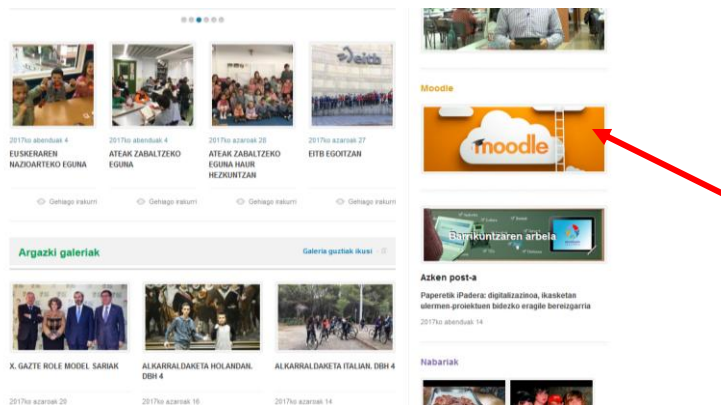 2017ko abenduak 4
EUSKERAREN
NAZIOARTEKO EGUNA
Gehiago irakurri
2017ko abenduak 4
ATEAK ZABALTZEKO
EGUNA
Gehiago irakurri
2017ko azaroak 28
ATEAK ZABALTZEKO
EGUNA HAUR
HEZKUNTZAN
Gehiago irakurri
eitb
2017ko azaroak 27
EITB EGOITZAN
Gehiago irakurri
Argazki galeriak
Galeria guztiak ikusi
X. GAZTE ROLE MODEL SARIAK
2017ko azaroak 29
ALKARRALDAKETA HOLANDAN.
DBH 4
2017ko azaroak 16
ALKARRALDAKETA ITALIAN. DBH 4
2017ko azaroak 14
Moodle
moodle
Barrikuntzaren arbela
Azken post-a
Paperetik iPadera: digitalizazinoa, ikasketan
ulermen-proiektuen bidezko eragile bereizgarria
2017ko abenduak 14
Nabariak